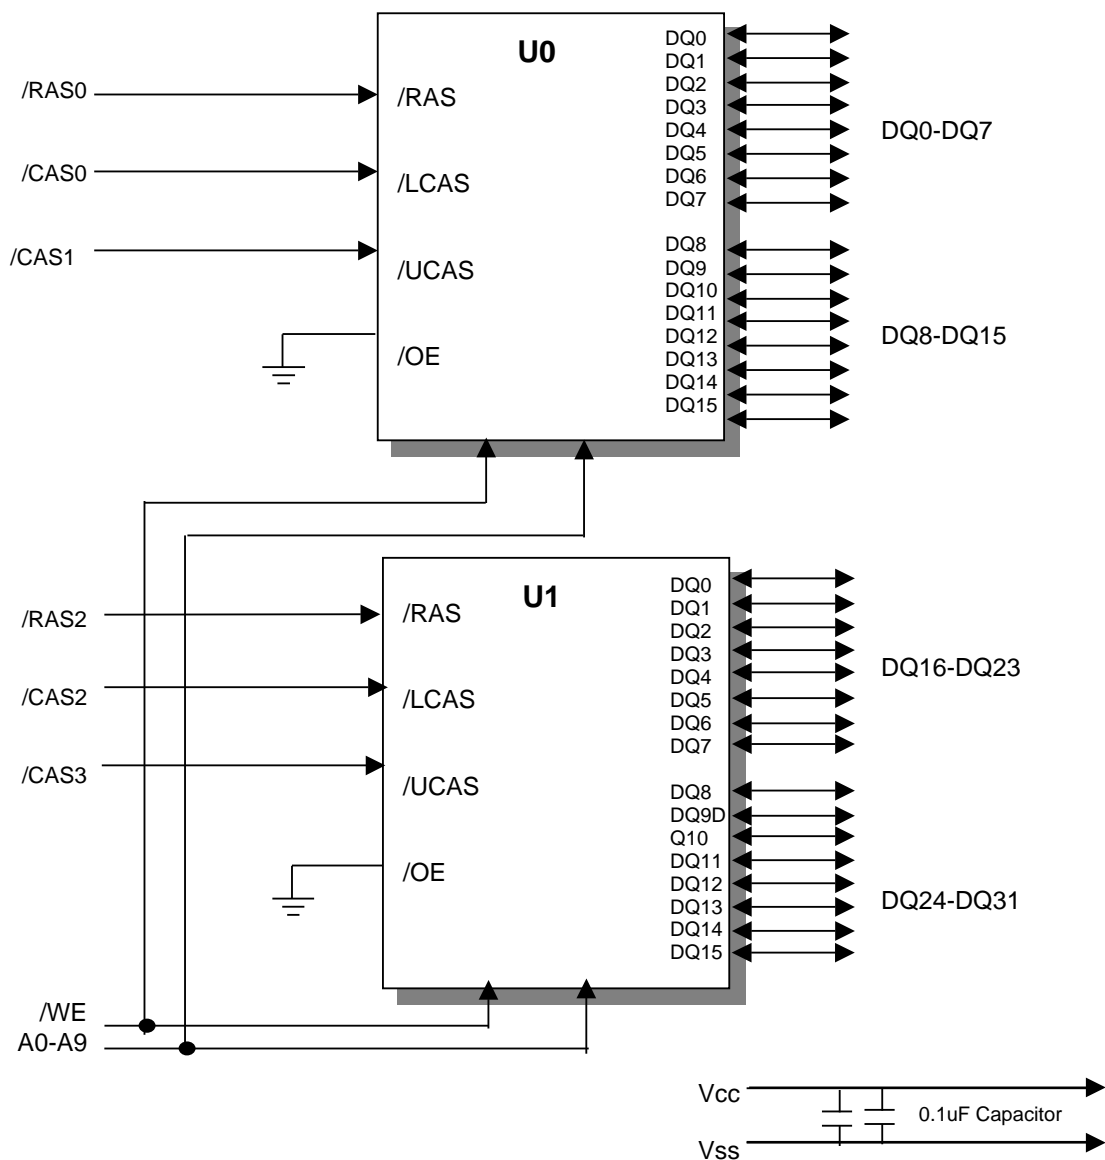 U0
/RAS0
/CAS0
/CAS1
/RAS
/LCAS
/UCAS
/OE
DQ0
DQ1
DQ2
DQ3
DQ4
DQ5
DQ6
DQ7
DQ8
DQ9
DQ10
DQ11
DQ12
DQ13
DQ14
DQ15
DQ0-DQ7
DQ8-DQ15
U1
/RAS2
/CAS2
/CAS3
/RAS
/LCAS
/UCAS
/OE
DQ0
DQ1
DQ2
DQ3
DQ4
DQ5
DQ6
DQ7
DQ8
DQ9D
Q10
DQ11
DQ12
DQ13
DQ14
DQ15
DQ16-DQ23
DQ24-DQ31
/WE
A0-A9
Vcc
0.1uF Capacitor
Vss